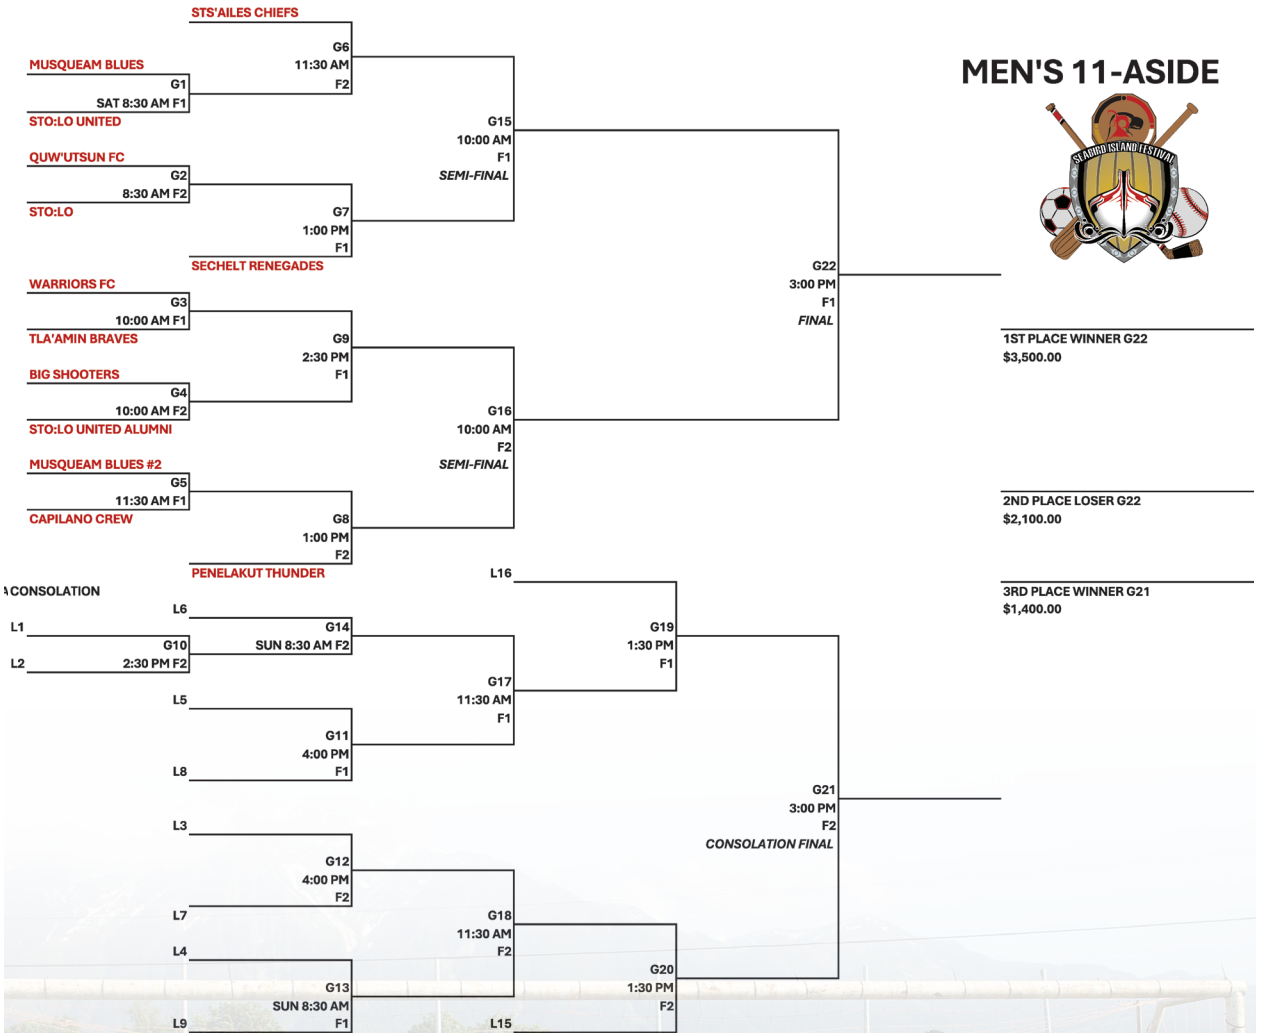 STS'AILES CHIEFS
G6
11:30 AM
F2
MUSQUEAM BLUES
G1
SAT 8:30 AM F1
STO:LO UNITED
QUW'UTSUN FC
G2
8:30 AM F2
STO:LO
G7
1:00 PM
F1
SECHELT RENEGADES
G15
10:00 AM
F1
SEMI-FINAL
WARRIORS FC
G3
10:00 AM F1
TLA'AMIN BRAVES
G9
2:30 PM
F1
BIG SHOOTERS
G4
10:00 AM F2
STO:LO UNITED ALUMNI
G16
10:00 AM
F2
SEMI-FINAL
MUSQUEAM BLUES #2
G5
11:30 AM F1
CAPILANO CREW
G8
1:00 PM
F2
PENELAKUT THUNDER
G22
3:00 PM
F1
FINAL
MEN'S 11-ASIDE
SEABIRD ISLAND FESTIVAL
1ST PLACE WINNER G22
$3,500.00
2ND PLACE LOSER G22
$2,100.00
3RD PLACE WINNER G21
$1,400.00
A CONSOLATION
L6
L1
G10
L2
2:30 PM F2
G14
SUN 8:30 AM F2
L5
G11
4:00 PM
L8
F1
G17
11:30 AM
F1
L16
G19
1:30 PM
F1
L3
G12
4:00 PM
F2
L7
L4
G13
SUN 8:30 AM
L9
F1
G18
11:30 AM
F2
G20
1:30 PM
F2
L15
G21
3:00 PM
F2
CONSOLATION FINAL